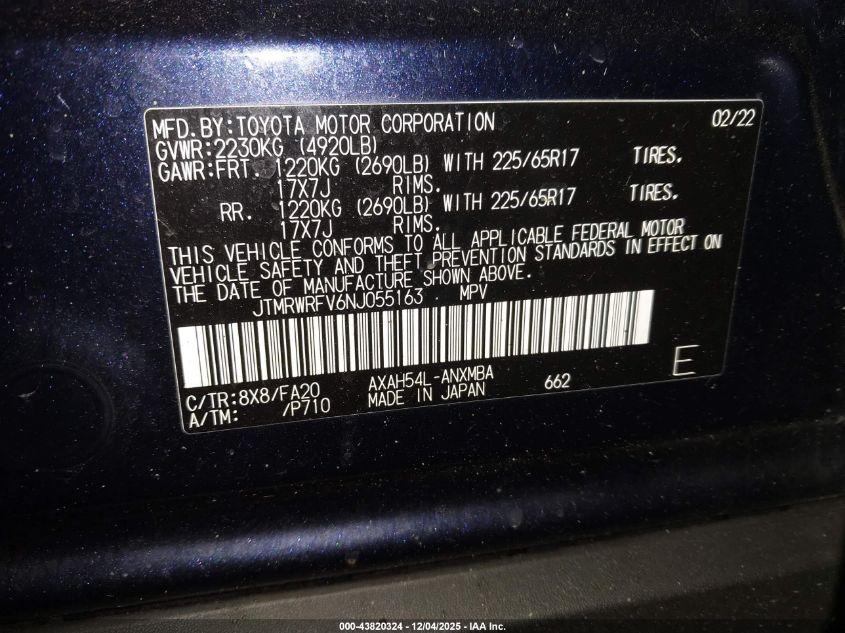 MFD.BY:TOYOTA MOTOR CORPORATION 02/22
GVWR:2230KG (4920LB)
GAWR:FRT. 1220KG (2690LB) WITH 225/65R17 TIRES.
17X7J RIMS.
RR. 1220KG (2690LB) WITH 225/65R17 TIRES.
17X7J RIMS.
THIS VEHICLE CONFORMS TO ALL APPLICABLE FEDERAL MOTOR
VEHICLE SAFETY AND THEFT PREVENTION STANDARDS IN EFFECT ON
THE DATE OF MANUFACTURE SHOWN ABOVE.
JTMRWRFV6NJ055163 MPV
E
C/TR:8X8/FA20 AXAH54L-ANXMBA 662
A/TM: /P710 MADE IN JAPAN
000-43820324 - 12/04/2025 - IAA Inc.